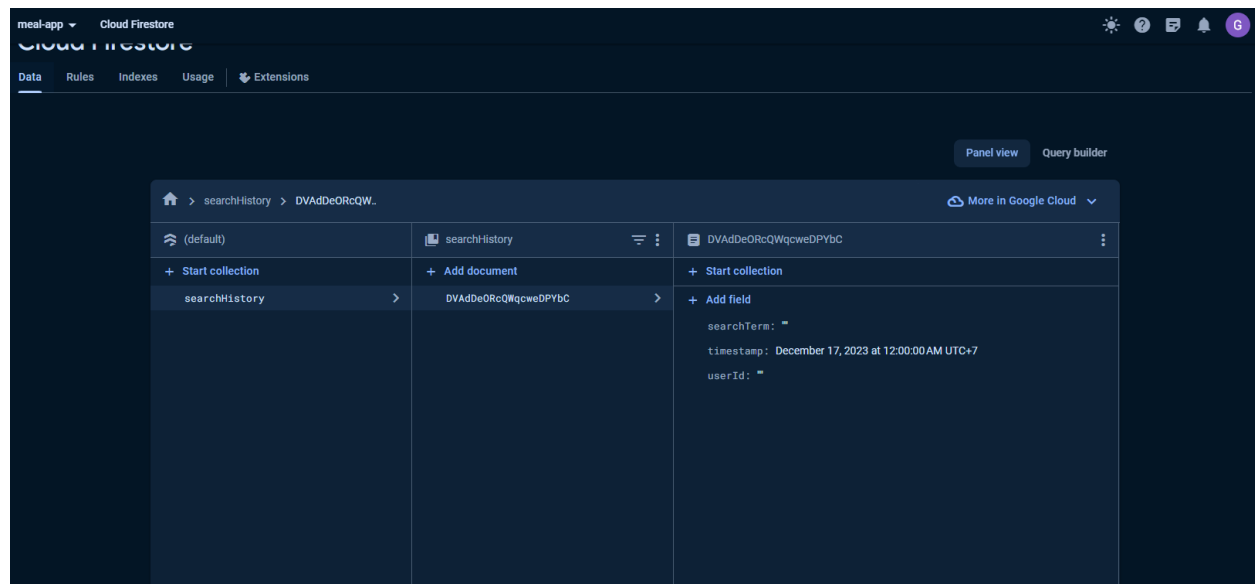 meal-app Cloud Firestore G
Cloud Firestore
Data Rules Indexes Usage Extensions
Panel view Query builder
> searchHistory > DVAdDeORcQW.. More in Google Cloud
(default) searchHistory DVAdDeORcQWqcweDPYbC
+ Start collection + Add document + Start collection
searchHistory > DVAdDeORcQWqcweDPYbC > + Add field
searchTerm: ""
timestamp: December 17, 2023 at 12:00:00 AM UTC+7
userId: ""